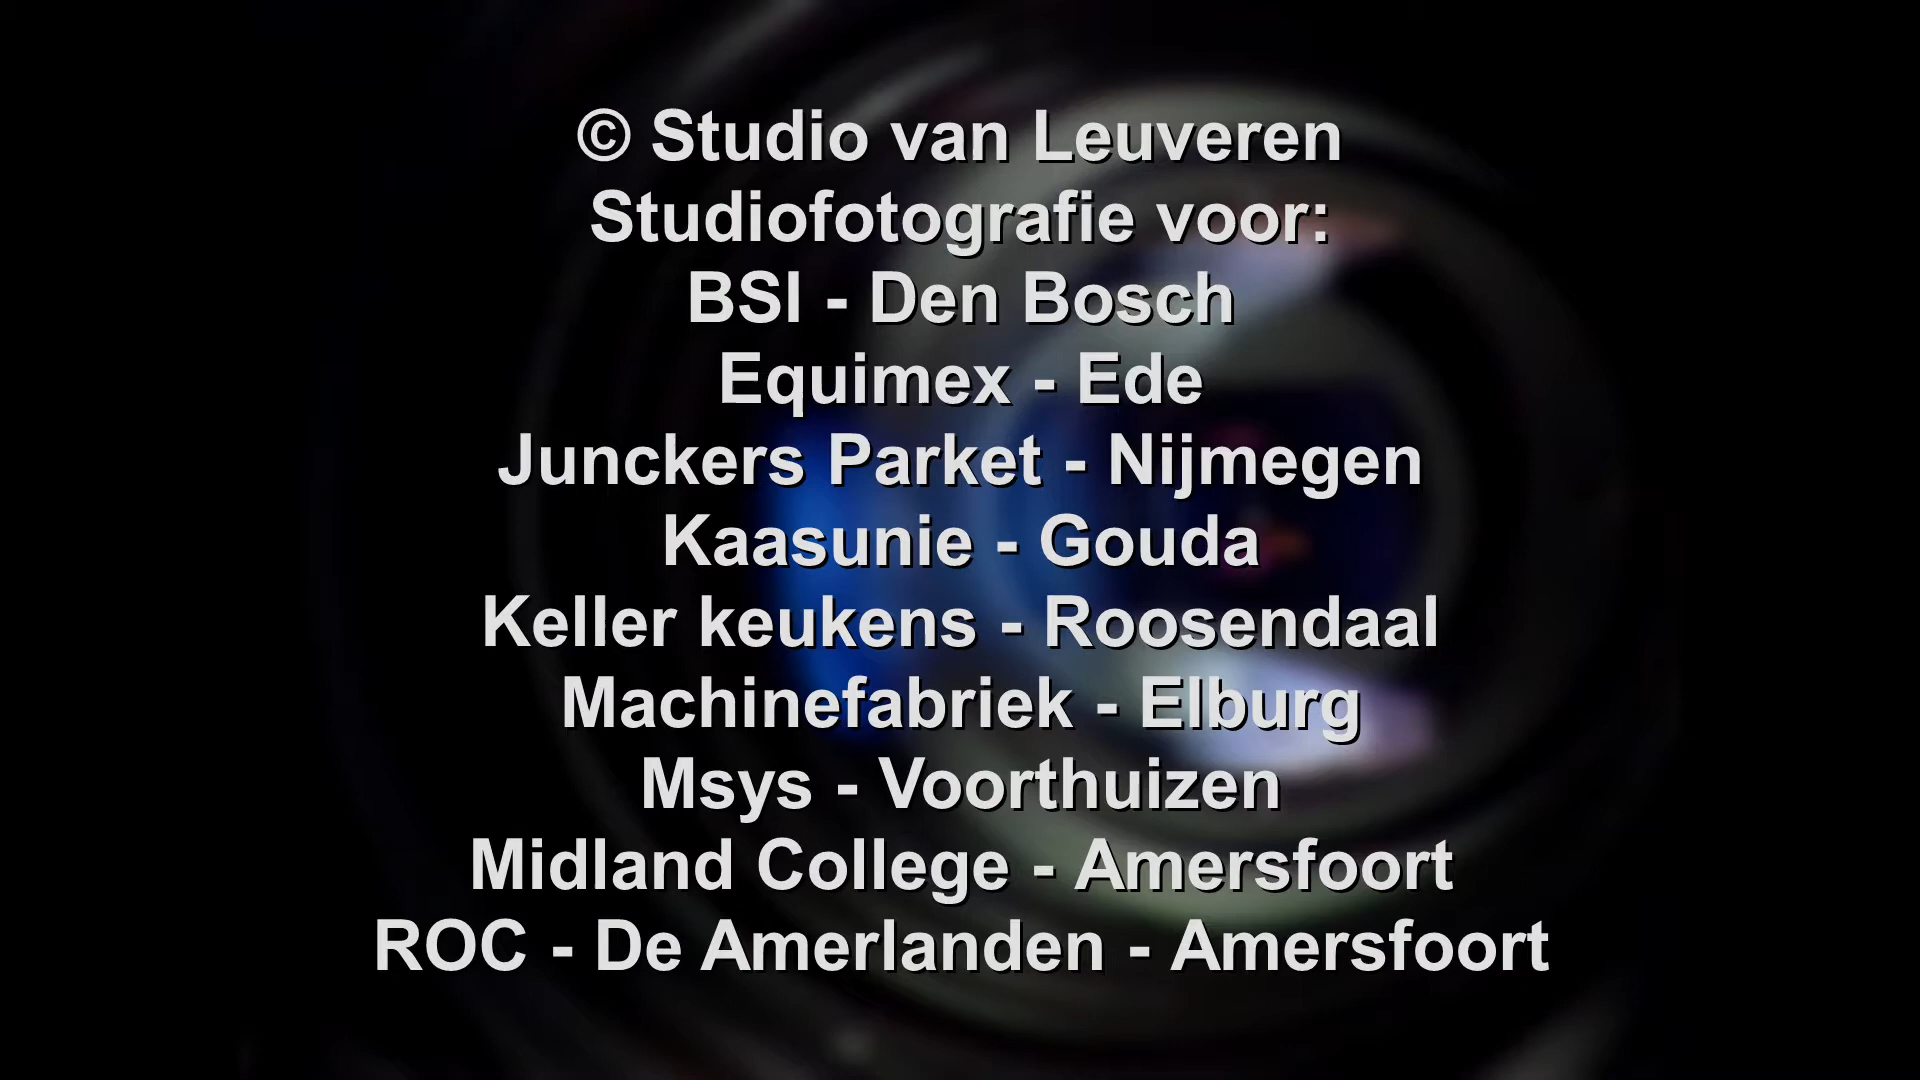 © Studio van Leuveren
Studiofotografie voor:
BSI - Den Bosch
Equimex - Ede
Junckers Parket - Nijmegen
Kaasunie - Gouda
Keller keukens - Roosendaal
Machinefabriek - Elburg
Msys - Voorthuizen
Midland College - Amersfoort
ROC - De Amerlanden - Amersfoort